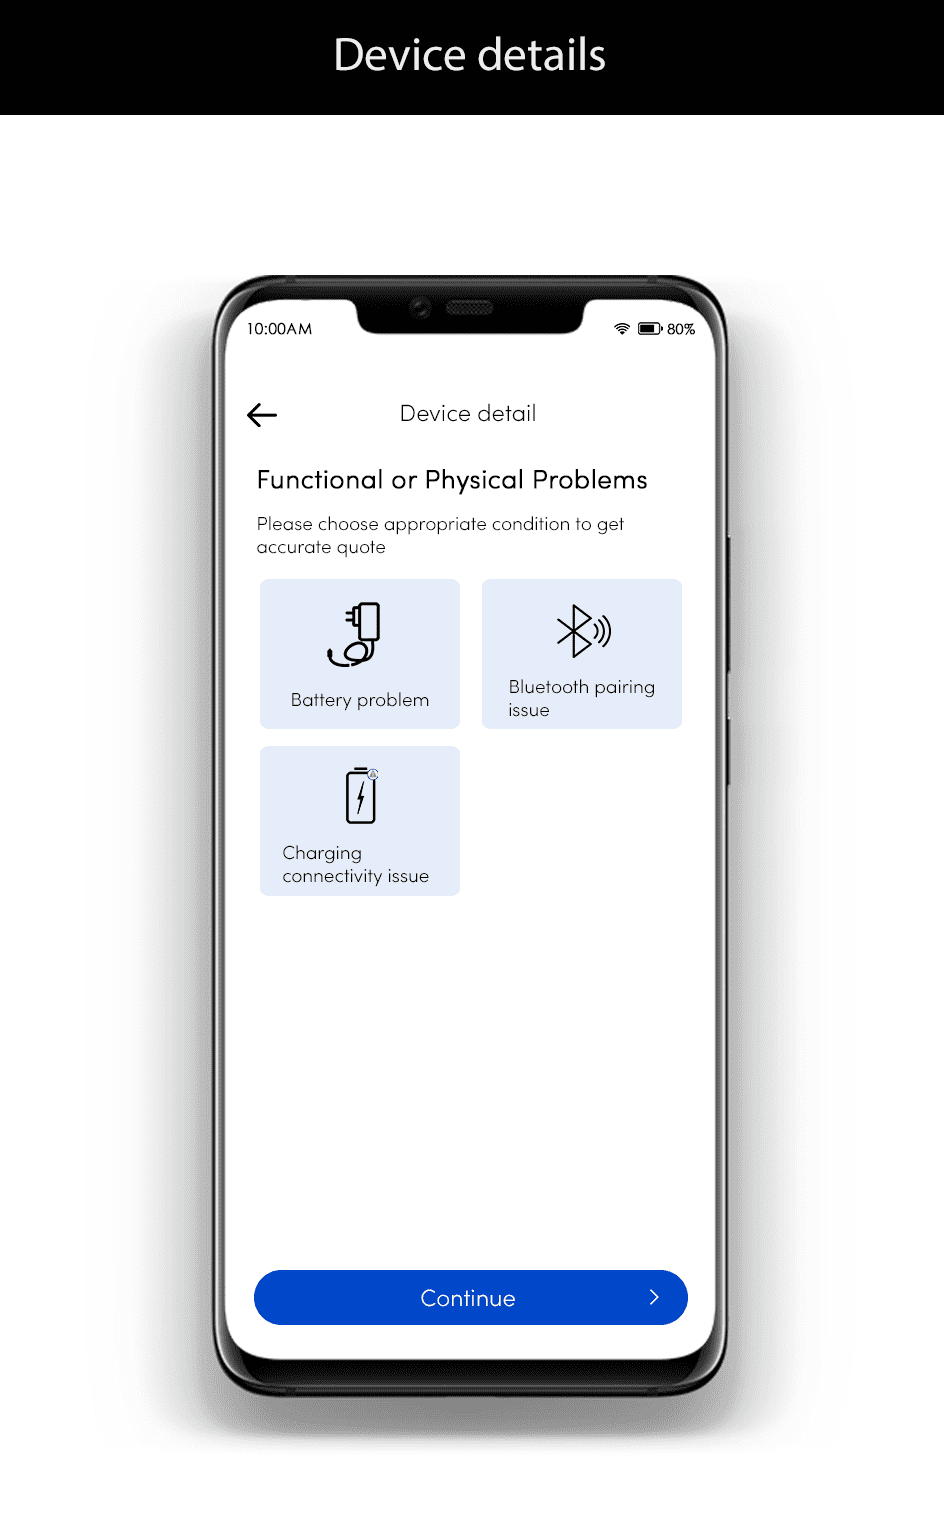 Device details
10:00AM
80%
Device detail
Functional or Physical Problems
Please choose appropriate condition to get
accurate quote
Battery problem
Bluetooth pairing
issue
Charging
connectivity issue
Continue